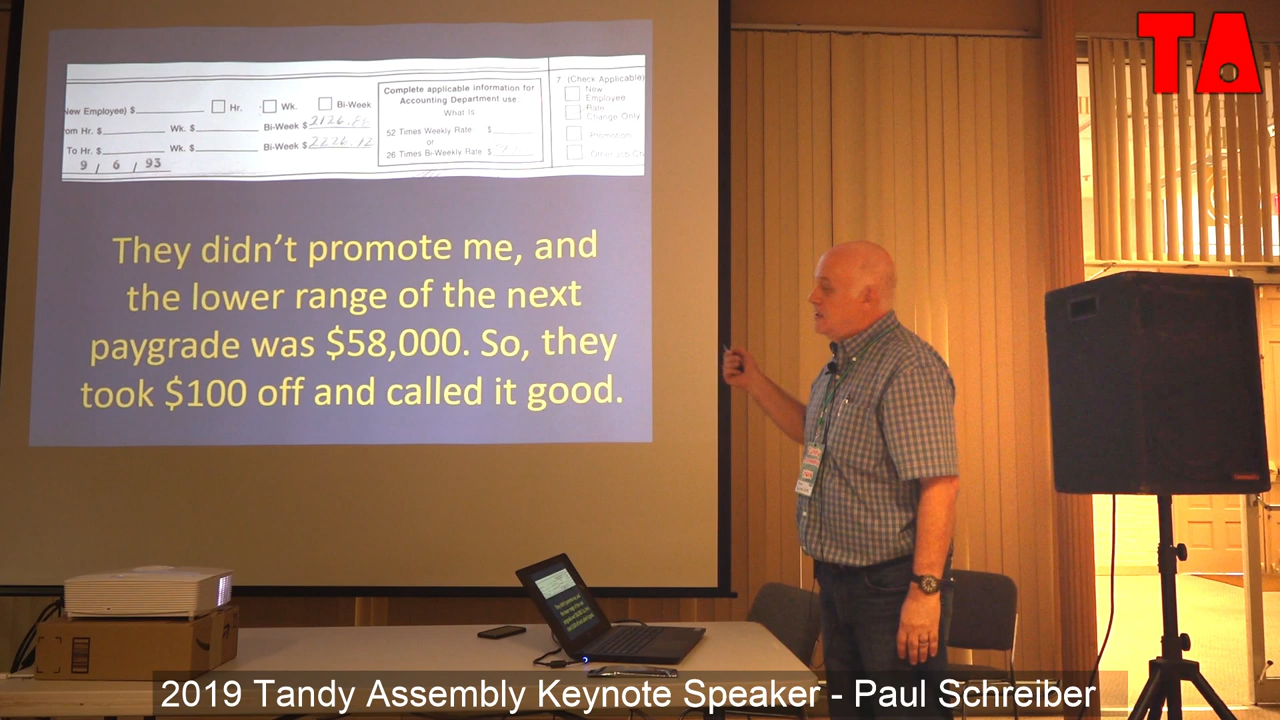 TA
New Employee) $ Hr. Wk. Bi-Week
om Hr. $ Wk. $ Bi-Week $ 2126.
To Hr. $ Wk. $ Bi-Week $ 2226.12
9 / 6 / 93
Complete applicable information for
Accounting Department use.
What Is
52 Times Weekly Rate $
or
26 Times Bi-Weekly Rate $
7 (Check Applicable)
New
Employee
Rate
Change Only
Promotion
They didn't promote me, and
the lower range of the next
paygrade was $58,000. So, they
took $100 off and called it good.
2019 Tandy Assembly Keynote Speaker - Paul Schreiber